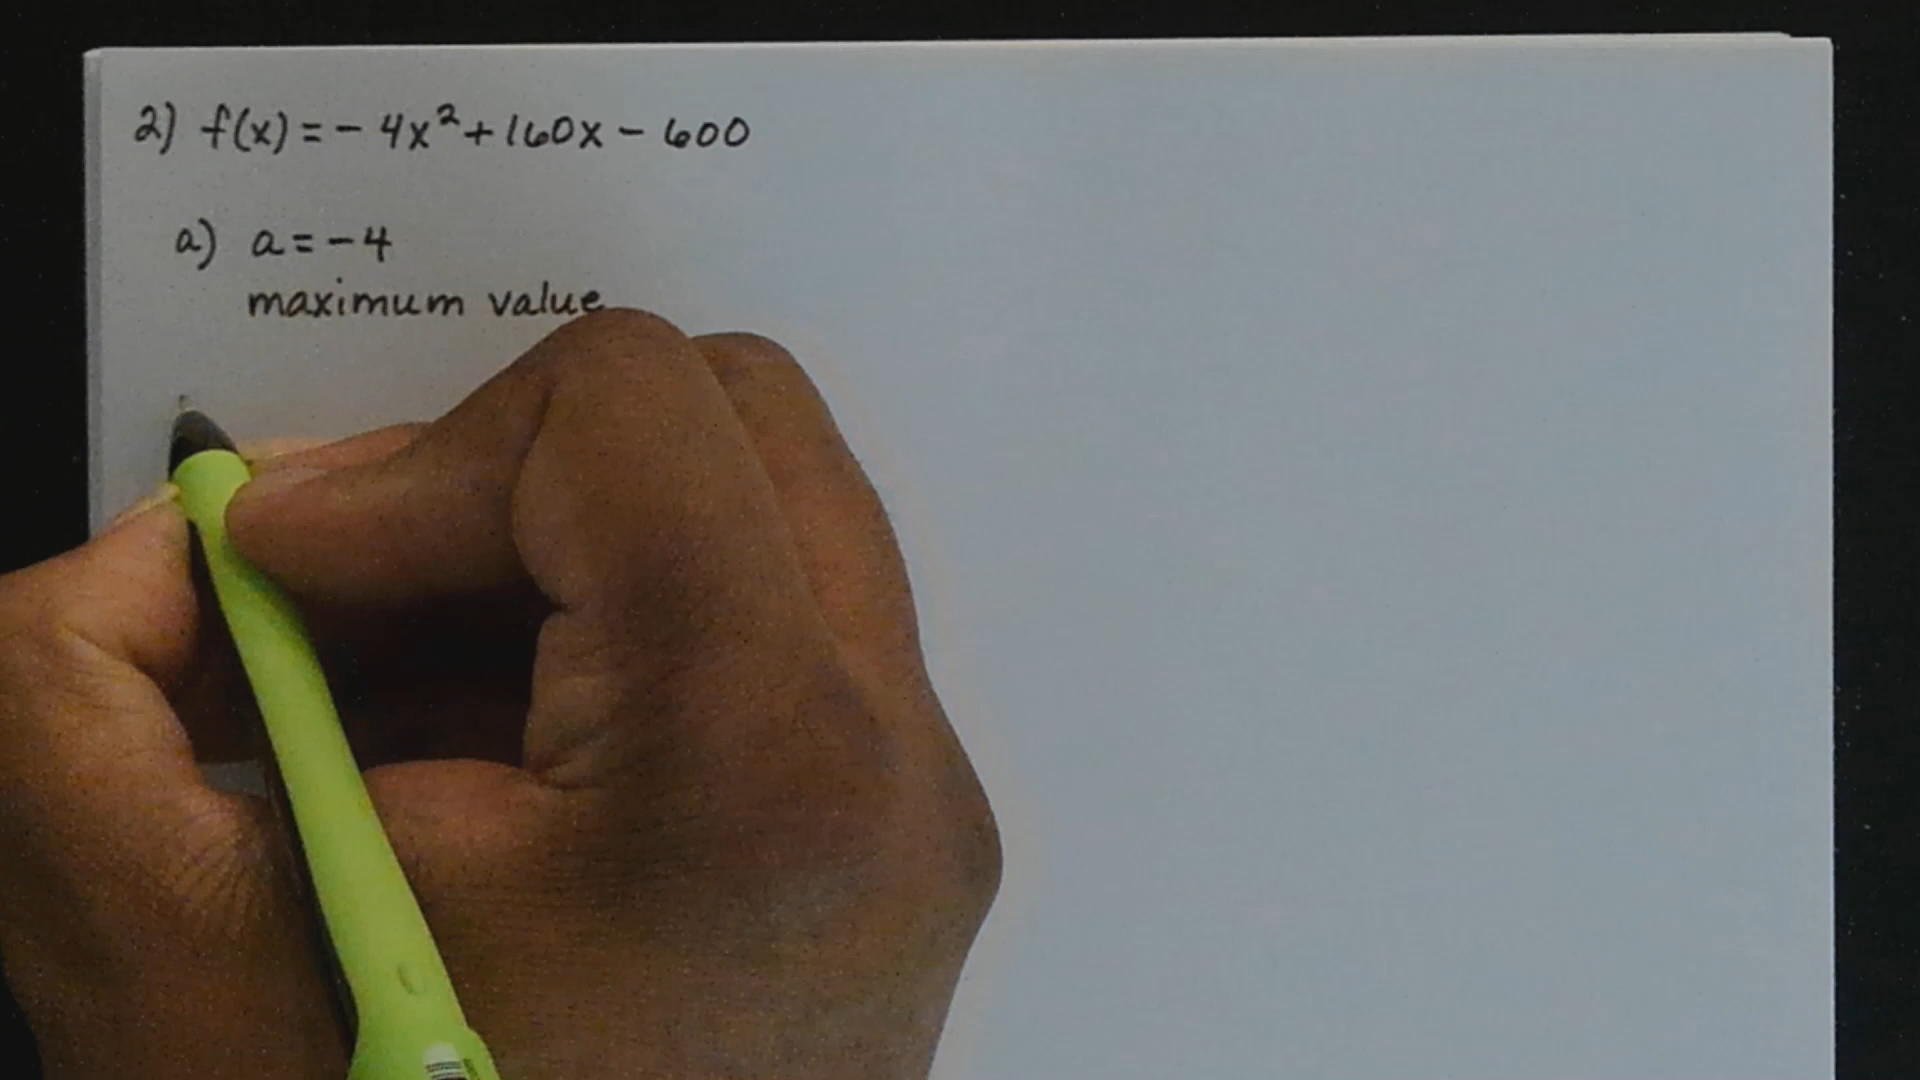 2) f(x) = - 4x² + 160x - 600
a) a = - 4
maximum value